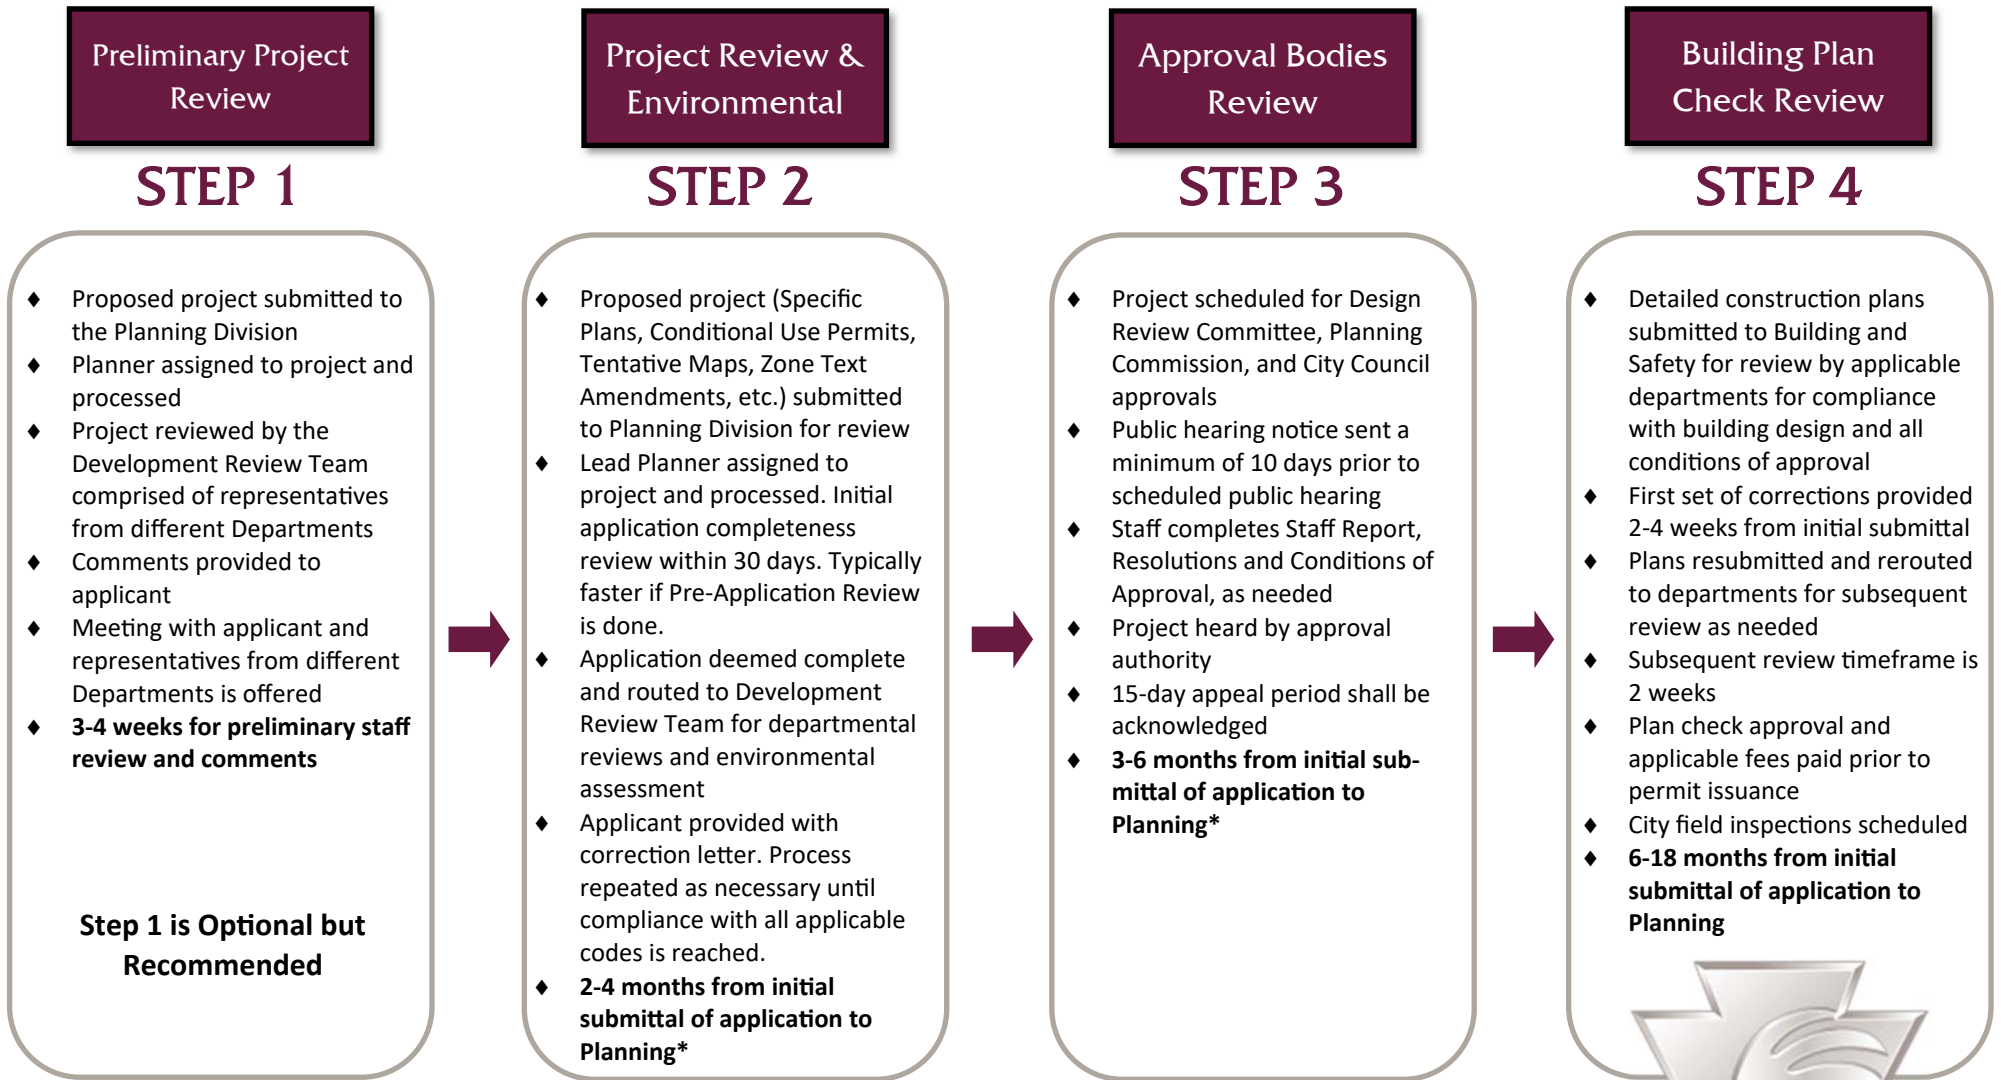 Preliminary Project
Review
STEP 1
♦ Proposed project submitted to
the Planning Division
♦ Planner assigned to project and
processed
♦ Project reviewed by the
Development Review Team
comprised of representatives
from different Departments
♦ Comments provided to
applicant
♦ Meeting with applicant and
representatives from different
Departments is offered
♦ 3-4 weeks for preliminary staff
review and comments
Step 1 is Optional but
Recommended
Project Review &
Environmental
STEP 2
♦ Proposed project (Specific
Plans, Conditional Use Permits,
Tentative Maps, Zone Text
Amendments, etc.) submitted
to Planning Division for review
♦ Lead Planner assigned to
project and processed. Initial
application completeness
review within 30 days. Typically
faster if Pre-Application Review
is done.
♦ Application deemed complete
and routed to Development
Review Team for departmental
reviews and environmental
assessment
♦ Applicant provided with
correction letter. Process
repeated as necessary until
compliance with all applicable
codes is reached.
♦ 2-4 months from initial
submittal of application to
Planning*
Approval Bodies
Review
STEP 3
♦ Project scheduled for Design
Review Committee, Planning
Commission, and City Council
approvals
♦ Public hearing notice sent a
minimum of 10 days prior to
scheduled public hearing
♦ Staff completes Staff Report,
Resolutions and Conditions of
Approval, as needed
♦ Project heard by approval
authority
♦ 15-day appeal period shall be
acknowledged
♦ 3-6 months from initial sub-
mittal of application to
Planning*
Building Plan
Check Review
STEP 4
♦ Detailed construction plans
submitted to Building and
Safety for review by applicable
departments for compliance
with building design and all
conditions of approval
♦ First set of corrections provided
2-4 weeks from initial submittal
♦ Plans resubmitted and rerouted
to departments for subsequent
review as needed
♦ Subsequent review timeframe is
2 weeks
♦ Plan check approval and
applicable fees paid prior to
permit issuance
♦ City field inspections scheduled
♦ 6-18 months from initial
submittal of application to
Planning